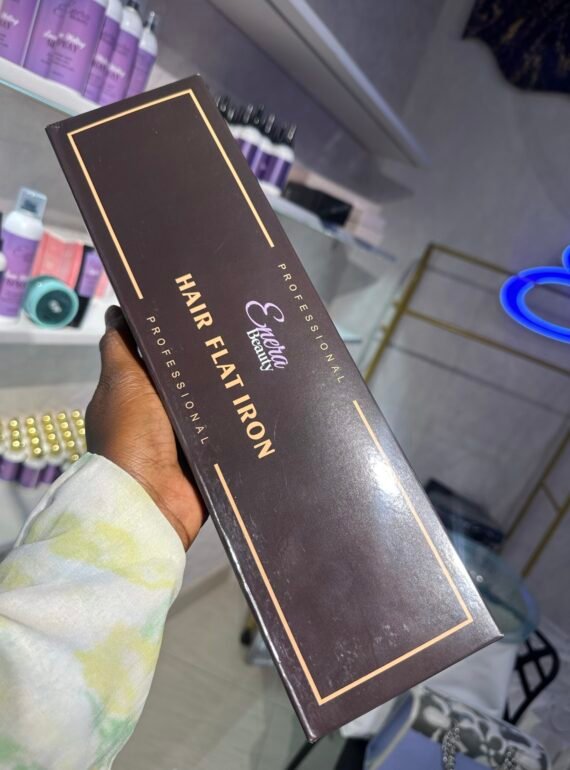 PROFESSIONAL
Enera
Beauty
HAIR FLAT IRON
PROFESSIONAL